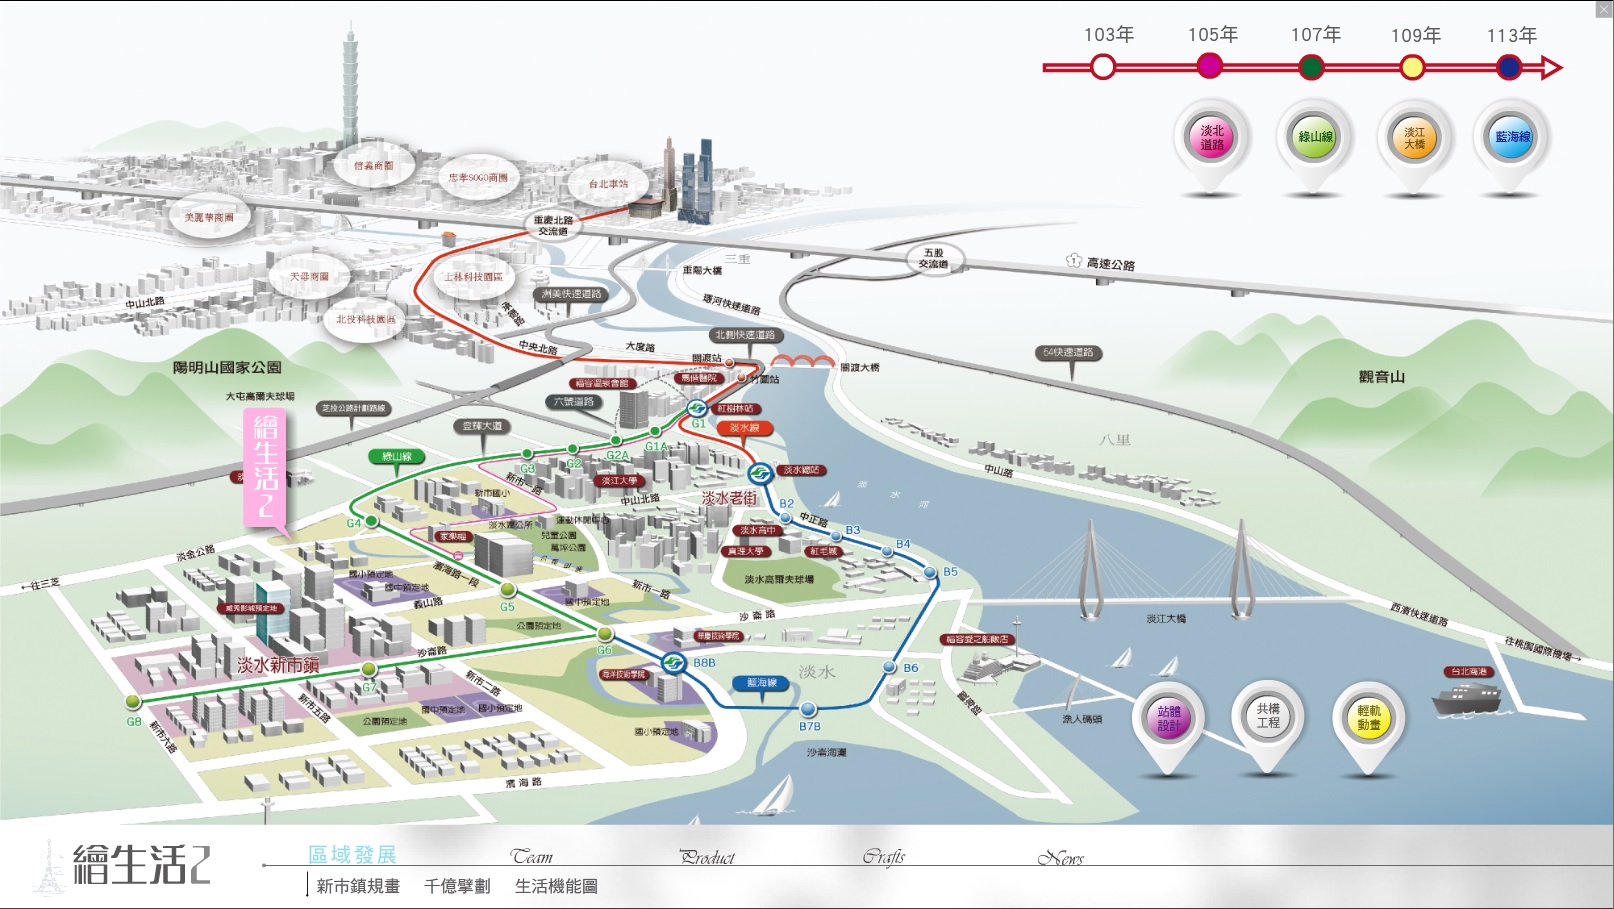 103年
105年
107年
109年
113年
淡北
道路
綠山線
淡江
大橋
藍海線
信義商圈
忠孝SOGO商圈
台北車站
美麗華商圈
重慶北路
交流道
天母商圈
士林科技園區
北投科技園區
中山北路
洲美快速道路
三重
重陽大橋
環河快速道路
五股
交流道
1
高速公路
中央北路
大度路
北側快速道路
關渡站
關渡大橋
64快速道路
觀音山
陽明山國家公園
大屯高爾夫球場
芝投公路計劃路線
福容溫泉會館
馬偕醫院
竹圍站
六號道路
紅樹林站
G1
淡水線
登輝大道
綠山線
G1A
G2A
G2
G3
G4
繪生活2
八里
中山路
淡水河
淡水總站
淡江大學
新市一路
新市國小
中山北路
淡水老街
淡水區公所
運動休閒中心
兒童公園
萬坪公園
家樂福
B2
中正路
B3
B4
B5
淡水高中
真理大學
紅毛城
淡水高爾夫球場
淡金公路
←往三芝
濱海路一段
國小預定地
國中預定地
義山路
G5
國中預定地
新市一路
沙崙路
公園預定地
威秀影城預定地
淡水新市鎮
沙崙路
G6
B8B
B6
淡水
福容愛之船飯店
淡江大橋
西濱快速道路
往桃園國際機場→
台北商港
海洋技術學院
藍海線
B7B
沙崙海灘
漁人碼頭
G7
G8
新市二路
新市五路
新市六路
國中預定地
國小預定地
公園預定地
國小預定地
濱海路
站體
設計
共構
工程
輕軌
動畫
繪生活2
區域發展
Team
Product
Crafts
News
新市鎮規畫
千億擘劃
生活機能圖